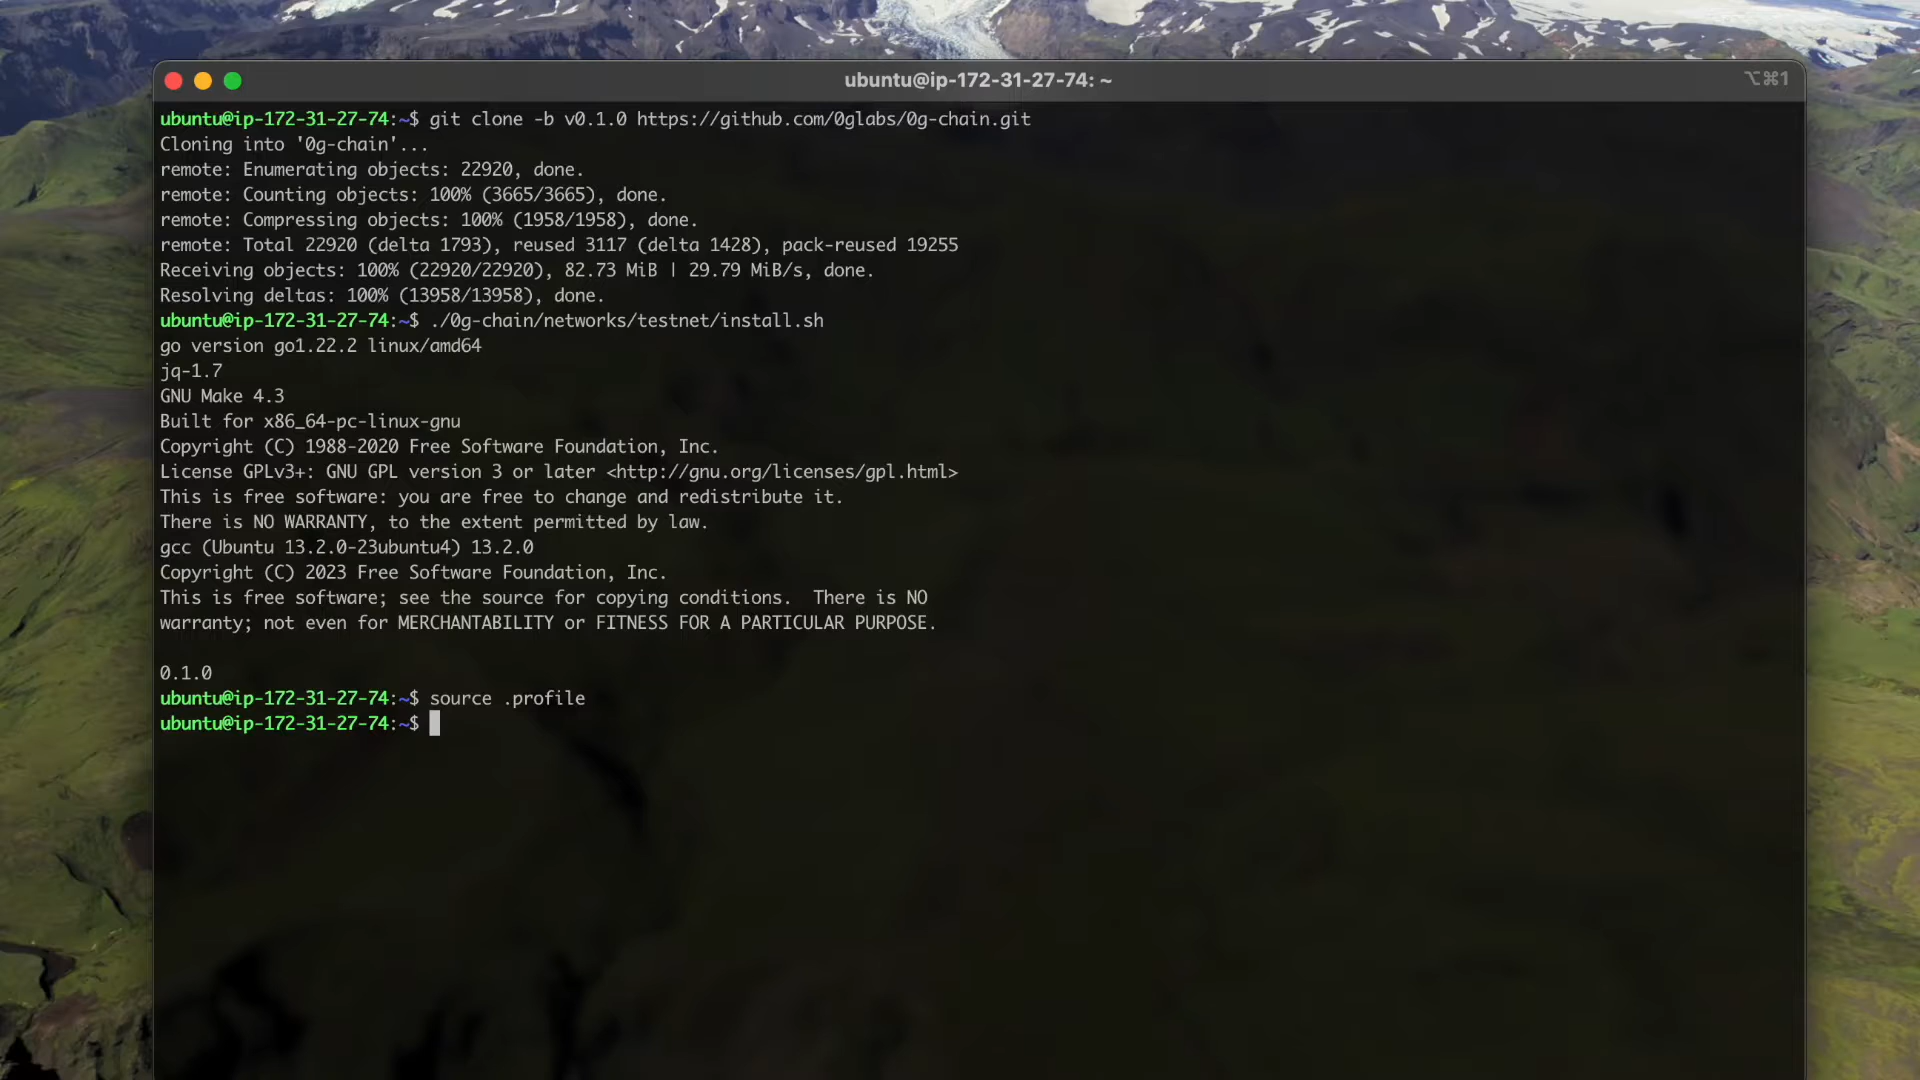 ubuntu@ip-172-31-27-74: ~
⌥⌘1
ubuntu@ip-172-31-27-74:~$ git clone -b v0.1.0 https://github.com/0glabs/0g-chain.git
Cloning into '0g-chain'...
remote: Enumerating objects: 22920, done.
remote: Counting objects: 100% (3665/3665), done.
remote: Compressing objects: 100% (1958/1958), done.
remote: Total 22920 (delta 1793), reused 3117 (delta 1428), pack-reused 19255
Receiving objects: 100% (22920/22920), 82.73 MiB | 29.79 MiB/s, done.
Resolving deltas: 100% (13958/13958), done.
ubuntu@ip-172-31-27-74:~$ ./0g-chain/networks/testnet/install.sh
go version go1.22.2 linux/amd64
jq-1.7
GNU Make 4.3
Built for x86_64-pc-linux-gnu
Copyright (C) 1988-2020 Free Software Foundation, Inc.
License GPLv3+: GNU GPL version 3 or later <http://gnu.org/licenses/gpl.html>
This is free software: you are free to change and redistribute it.
There is NO WARRANTY, to the extent permitted by law.
gcc (Ubuntu 13.2.0-23ubuntu4) 13.2.0
Copyright (C) 2023 Free Software Foundation, Inc.
This is free software; see the source for copying conditions.  There is NO
warranty; not even for MERCHANTABILITY or FITNESS FOR A PARTICULAR PURPOSE.
0.1.0
ubuntu@ip-172-31-27-74:~$ source .profile
ubuntu@ip-172-31-27-74:~$